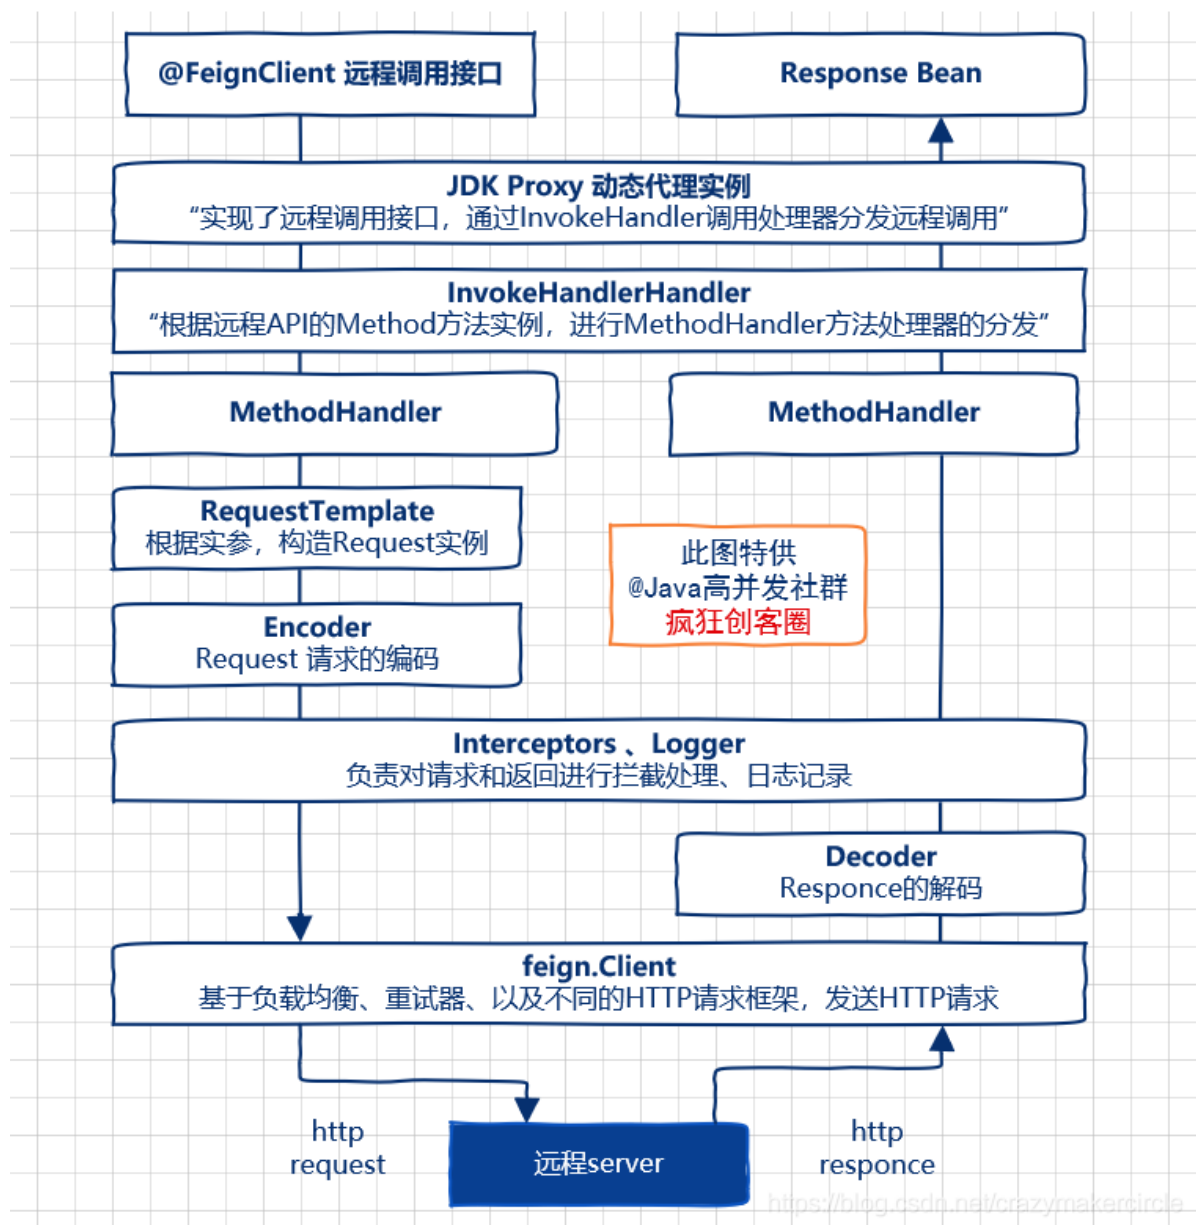 @FeignClient 远程调用接口
Response Bean
JDK Proxy 动态代理实例
“实现了远程调用接口，通过InvokeHandler调用处理器分发远程调用”
InvokeHandlerHandler
“根据远程API的Method方法实例，进行MethodHandler方法处理器的分发”
MethodHandler
MethodHandler
RequestTemplate
根据实参，构造Request实例
此图特供
@Java高并发社群
疯狂创客圈
Encoder
Request 请求的编码
Interceptors 、Logger
负责对请求和返回进行拦截处理、日志记录
Decoder
Responce的解码
feign.Client
基于负载均衡、重试器、以及不同的HTTP请求框架，发送HTTP请求
http
request
远程server
http
responce
https://blog.csdn.net/crazymakercircle